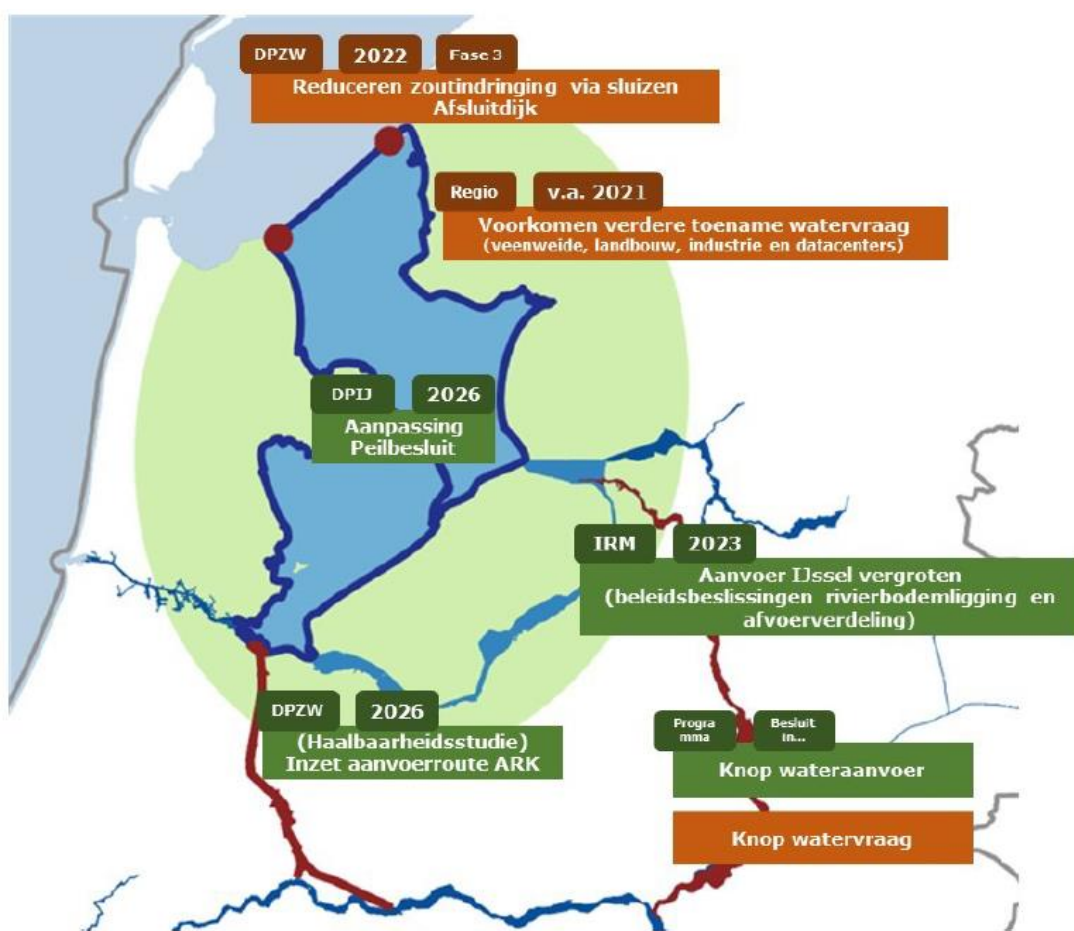 DPZW 2022 Fase 3
Reduceren zoutindringing via sluizen
Afsluitdijk
Regio v.a. 2021
Voorkomen verdere toename watervraag
(veenweide, landbouw, industrie en datacenters)
DPIJ 2026
Aanpassing
Peilbesluit
IRM 2023
Aanvoer IJssel vergroten
(beleidsbeslissingen rivierbodemligging en
afvoerverdeling)
DPZW 2026
(Haalbaarheidsstudie)
Inzet aanvoerroute ARK
Progra
mma
Besluit
in...
Knop wateraanvoer
Knop watervraag